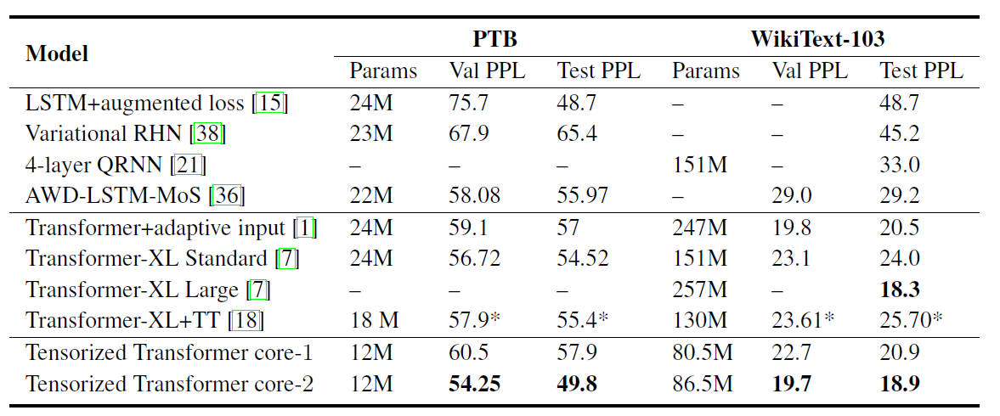 PTB WikiText-103
Model
Params Val PPL Test PPL Params Val PPL Test PPL
LSTM+augmented loss [15] 24M 75.7 48.7 – – 48.7
Variational RHN [38] 23M 67.9 65.4 – – 45.2
4-layer QRNN [21] – – – 151M – 33.0
AWD-LSTM-MoS [36] 22M 58.08 55.97 – 29.0 29.2
Transformer+adaptive input [1] 24M 59.1 57 247M 19.8 20.5
Transformer-XL Standard [7] 24M 56.72 54.52 151M 23.1 24.0
Transformer-XL Large [7] – – – 257M – 18.3
Transformer-XL+TT [18] 18 M 57.9* 55.4* 130M 23.61* 25.70*
Tensorized Transformer core-1 12M 60.5 57.9 80.5M 22.7 20.9
Tensorized Transformer core-2 12M 54.25 49.8 86.5M 19.7 18.9